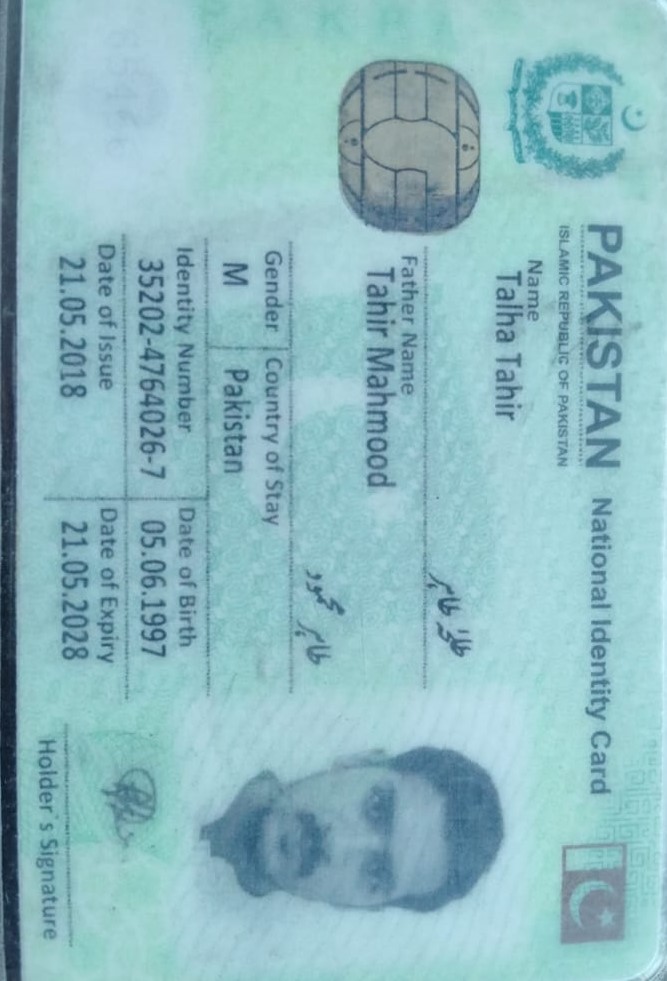 PAKISTAN National Identity Card
ISLAMIC REPUBLIC OF PAKISTAN
Name
Talha Tahir
طلحٰہ طاہر
Father Name
Tahir Mahmood
طاہر محمود
Gender Country of Stay
M Pakistan
Identity Number Date of Birth
35202-4764026-7 05.06.1997
Date of Issue Date of Expiry
21.05.2018 21.05.2028
Holder`s Signature